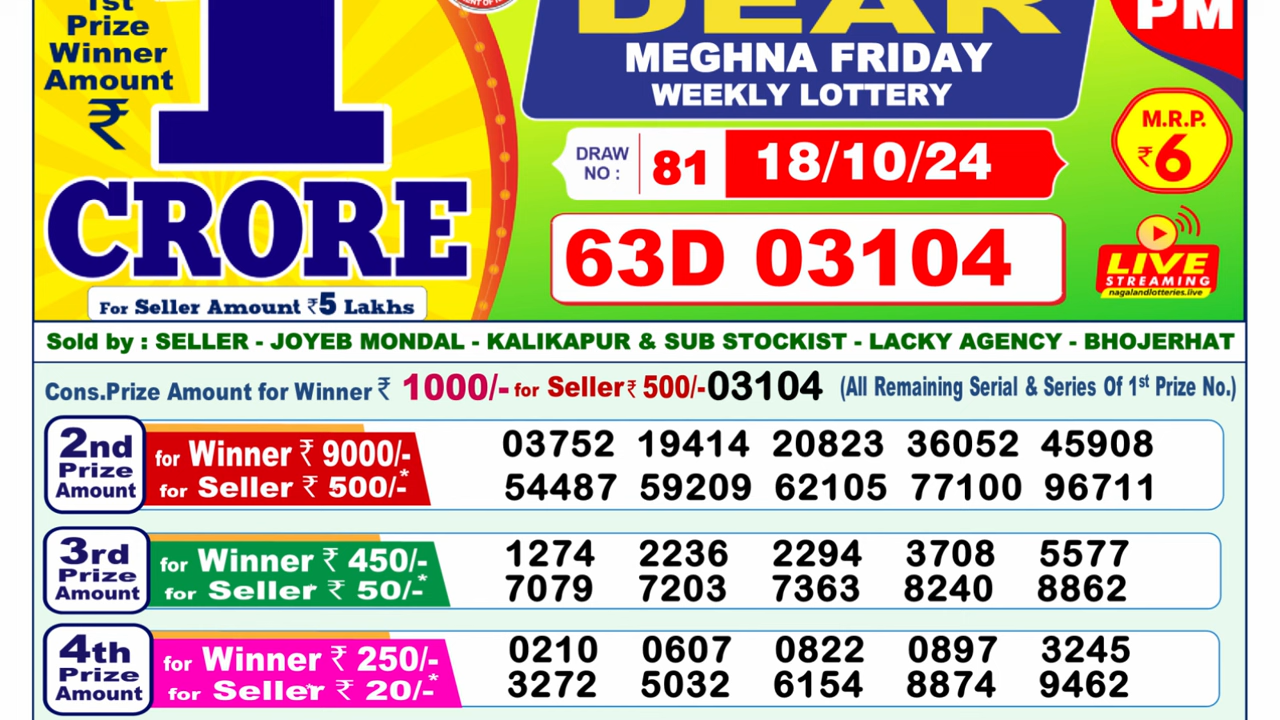 1st
Prize
Winner
Amount
₹
1
CRORE
For Seller Amount ₹5 Lakhs
DEAR
MEGHNA FRIDAY
WEEKLY LOTTERY
DRAW NO : 81 18/10/24
63D 03104
PM
M.R.P.
₹6
LIVE
STREAMING
nagalandlotteries.live
Sold by : SELLER - JOYEB MONDAL - KALIKAPUR & SUB STOCKIST - LACKY AGENCY - BHOJERHAT
Cons.Prize Amount for Winner ₹ 1000/- for Seller ₹ 500/- 03104 (All Remaining Serial & Series Of 1st Prize No.)
2nd
Prize
Amount
for Winner ₹ 9000/-
for Seller ₹ 500/-*
03752 19414 20823 36052 45908
54487 59209 62105 77100 96711
3rd
Prize
Amount
for Winner ₹ 450/-
for Seller ₹ 50/-*
1274 2236 2294 3708 5577
7079 7203 7363 8240 8862
4th
Prize
Amount
for Winner ₹ 250/-
for Seller ₹ 20/-*
0210 0607 0822 0897 3245
3272 5032 6154 8874 9462